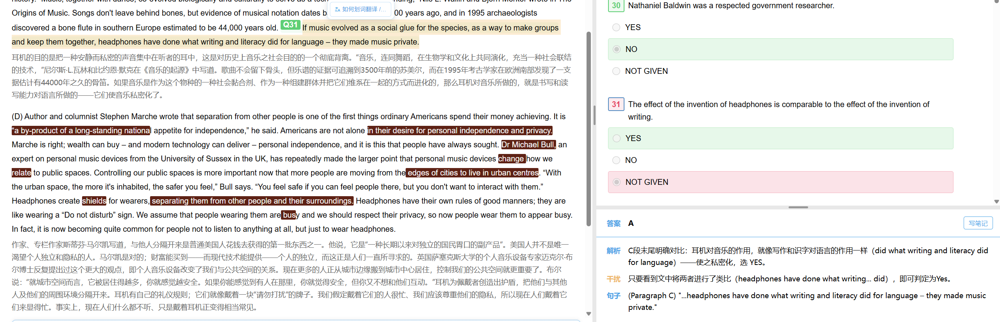 history. "Music, together with dance, co-evolved biologically and culturally to serve as a tech nding," Nils L. Wallin and Björn Merker wrote in The
如何划词翻译 /...
Origins of Music. Songs don't leave behind bones, but evidence of musical notation dates b 00 years ago, and in 1995 archaeologists
discovered a bone flute in southern Europe estimated to be 44,000 years old. Q31 If music evolved as a social glue for the species, as a way to make groups
and keep them together, headphones have done what writing and literacy did for language – they made music private.
耳机的目的是把一种安静而私密的声音集中在听者的耳中，这是对历史上音乐之社会目的的一个彻底背离。“音乐，连同舞蹈，在生物学和文化上共同演化，充当一种社会联结
的技术，”尼尔斯·L.瓦林和比约恩·默克在《音乐的起源》中写道。歌曲不会留下骨头，但乐谱的证据可追溯到3500年前的苏美尔，而在1995年考古学家在欧洲南部发现了一支
据估计有44000年之久的骨笛。如果音乐是作为这个物种的一种社会黏合剂、作为一种组建群体并把它们维系在一起的方式而进化的，那么耳机对音乐所做的，就是书写和读
写能力对语言所做的——它们使音乐私密化了。
(D) Author and columnist Stephen Marche wrote that separation from other people is one of the first things ordinary Americans spend their money achieving. It is
“a by-product of a long-standing national appetite for independence,” he said. Americans are not alone in their desire for personal independence and privacy.
Marche is right; wealth can buy – and modern technology can deliver – personal independence, and it is this that people have always sought. Dr Michael Bull, an
expert on personal music devices from the University of Sussex in the UK, has repeatedly made the larger point that personal music devices change how we
relate to public spaces. Controlling our public spaces is more important now that more people are moving from the edges of cities to live in urban centres. “With
the urban space, the more it's inhabited, the safer you feel,” Bull says. “You feel safe if you can feel people there, but you don't want to interact with them.”
Headphones create shields for wearers, separating them from other people and their surroundings. Headphones have their own rules of good manners; they are
like wearing a “Do not disturb” sign. We assume that people wearing them are busy and we should respect their privacy, so now people wear them to appear busy.
In fact, it is now becoming quite common for people not to listen to anything at all, but just to wear headphones.
作家、专栏作家斯蒂芬·马尔凯写道，与他人分隔开来是普通美国人花钱去获得的第一批东西之一。他说，它是“一种长期以来对独立的国民胃口的副产品”。美国人并不是唯一
渴望个人独立和隐私的人。马尔凯是对的；财富能买到——而现代技术能提供——个人的独立，而这正是人们一直所寻求的。英国萨塞克斯大学的个人音乐设备专家迈克尔·布
尔博士反复提出过这个更大的观点，即个人音乐设备改变了我们与公共空间的关系。现在更多的人正从城市边缘搬到城市中心居住，控制我们的公共空间就更重要了。布尔
说：“就城市空间而言，它被居住得越多，你就感觉越安全。如果你能感觉到有人在那里，你就觉得安全，但你又不想和他们互动。”耳机为佩戴者创造出护盾，把他们与其他
人及他们的周围环境分隔开来。耳机有自己的礼仪规则；它们就像戴着一块“请勿打扰”的牌子。我们假定戴着它们的人很忙、我们应该尊重他们的隐私，所以现在人们戴着它
们来显得忙。事实上，现在人们什么都不听、只是戴着耳机正变得相当常见。
30 Nathaniel Baldwin was a respected government researcher.
YES
NO
NOT GIVEN
31 The effect of the invention of headphones is comparable to the effect of the invention of
writing.
YES
NO
NOT GIVEN
答案 A
写笔记
解析 C段末尾明确对比：耳机对音乐的作用，就像写作和识字对语言的作用一样（did what writing and literacy did
for language）——使之私密化，选 YES。
干扰 只要看到文中将两者进行了类比（headphones have done what writing... did），即可判定为Yes。
句子 (Paragraph C) "...headphones have done what writing and literacy did for language – they made music
private."